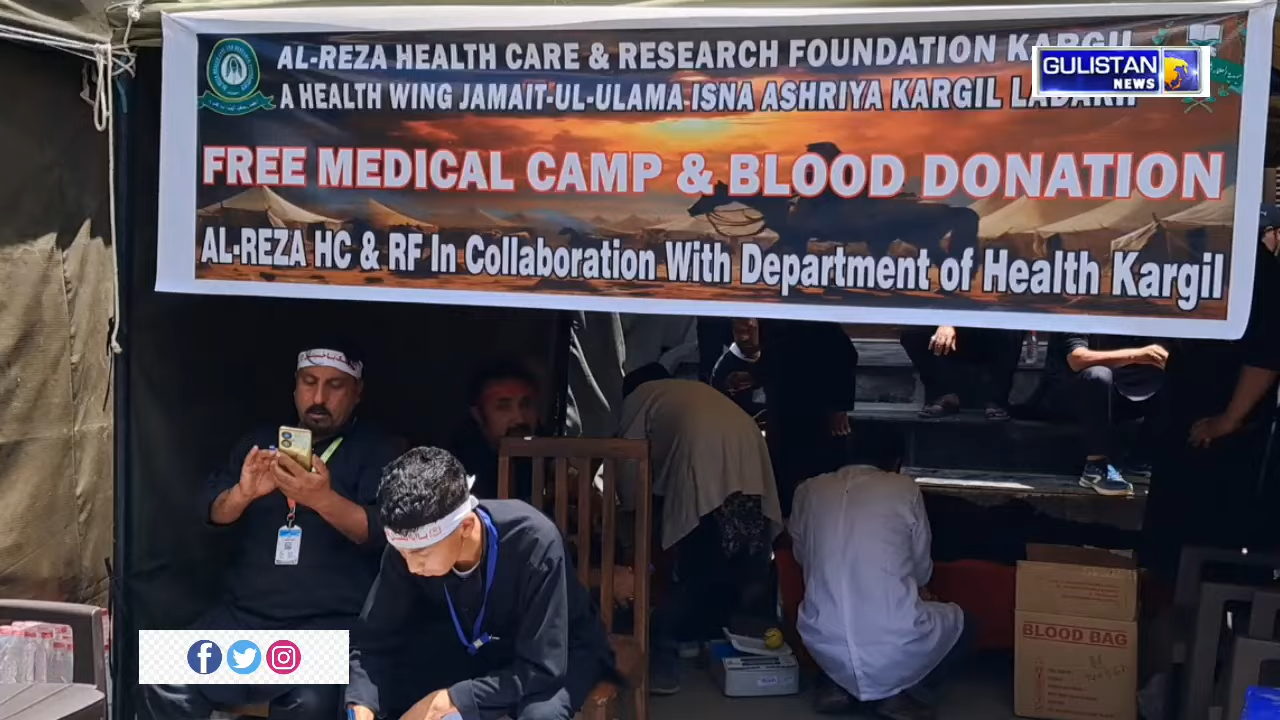 AL-REZA HEALTH CARE & RESEARCH FOUNDATION KARGIL
A HEALTH WING JAMAIT-UL-ULAMA ISNA ASHRIYA KARGIL LADAKH
FREE MEDICAL CAMP & BLOOD DONATION
AL-REZA HC & RF In Collaboration With Department of Health Kargil
GULISTAN
NEWS
BLOOD BAG